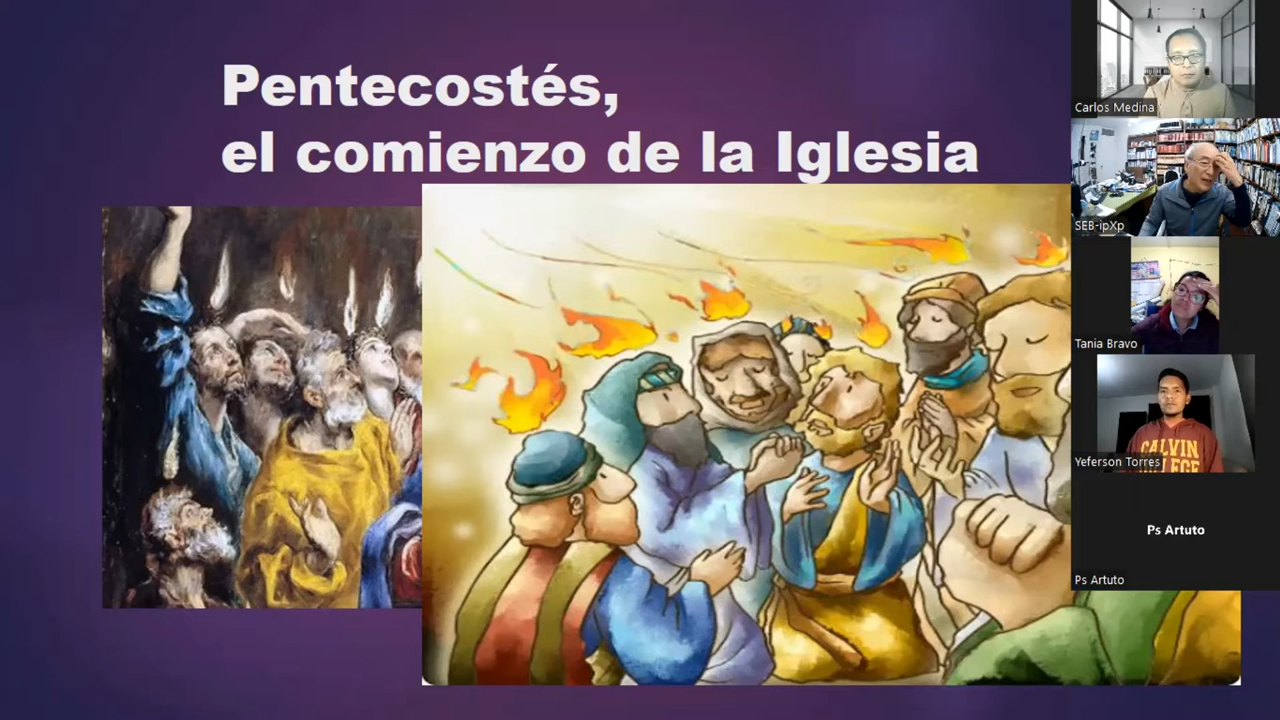 Pentecostés,
el comienzo de la Iglesia
Carlos Medina
SEB-ipXp
Tania Bravo
CALVIN
COLLEGE
Yeferson Torres
Ps Artuto
Ps Artuto